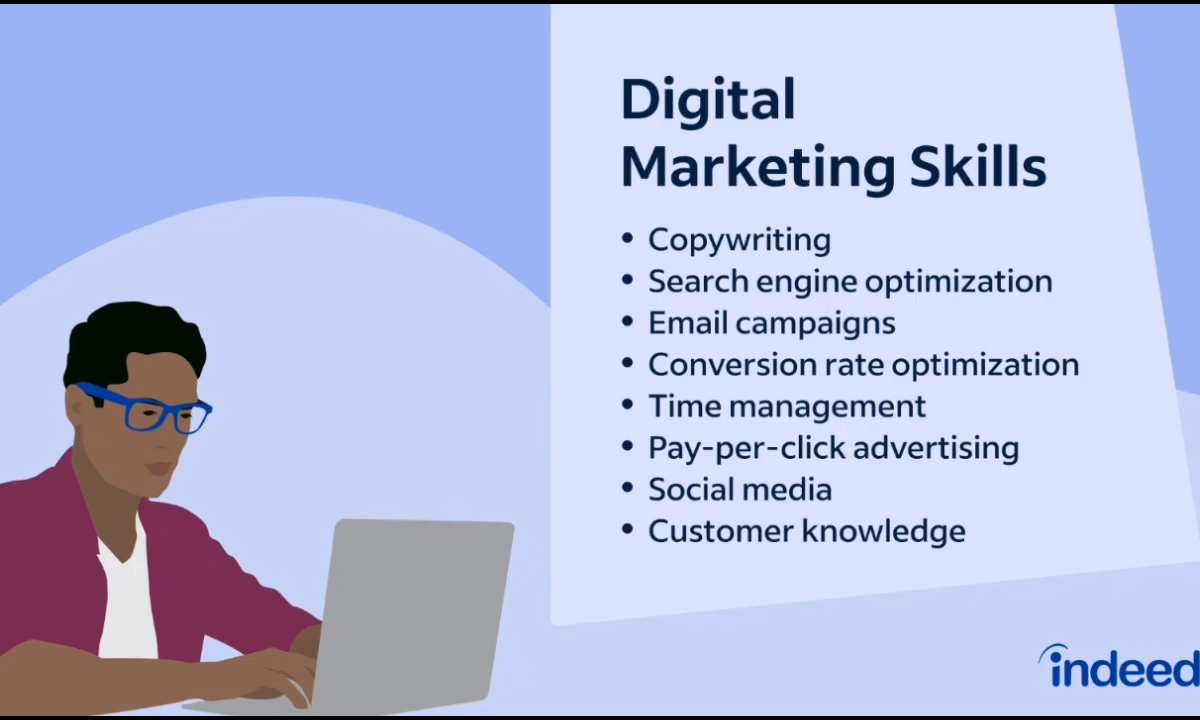 Digital
Marketing Skills
• Copywriting
• Search engine optimization
• Email campaigns
• Conversion rate optimization
• Time management
• Pay-per-click advertising
• Social media
• Customer knowledge
indeed